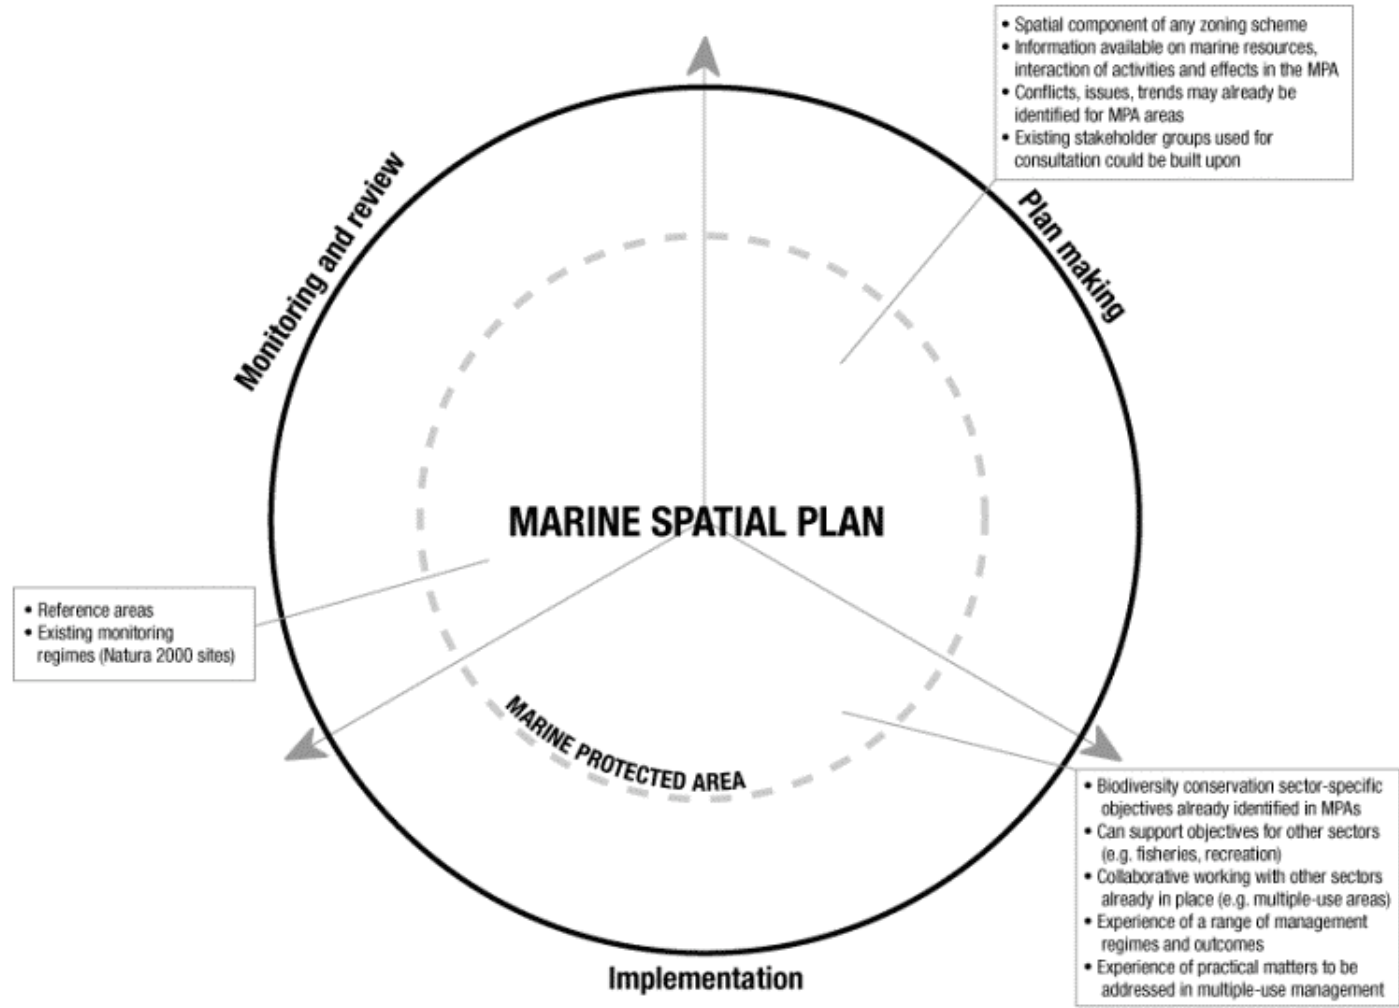 • Spatial component of any zoning scheme
• Information available on marine resources,
interaction of activities and effects in the MPA
• Conflicts, issues, trends may already be
identified for MPA areas
• Existing stakeholder groups used for
consultation could be built upon
Monitoring and review
Plan making
MARINE SPATIAL PLAN
• Reference areas
• Existing monitoring
regimes (Natura 2000 sites)
MARINE PROTECTED AREA
• Biodiversity conservation sector-specific
objectives already identified in MPAs
• Can support objectives for other sectors
(e.g. fisheries, recreation)
• Collaborative working with other sectors
already in place (e.g. multiple-use areas)
• Experience of a range of management
regimes and outcomes
• Experience of practical matters to be
addressed in multiple-use management
Implementation